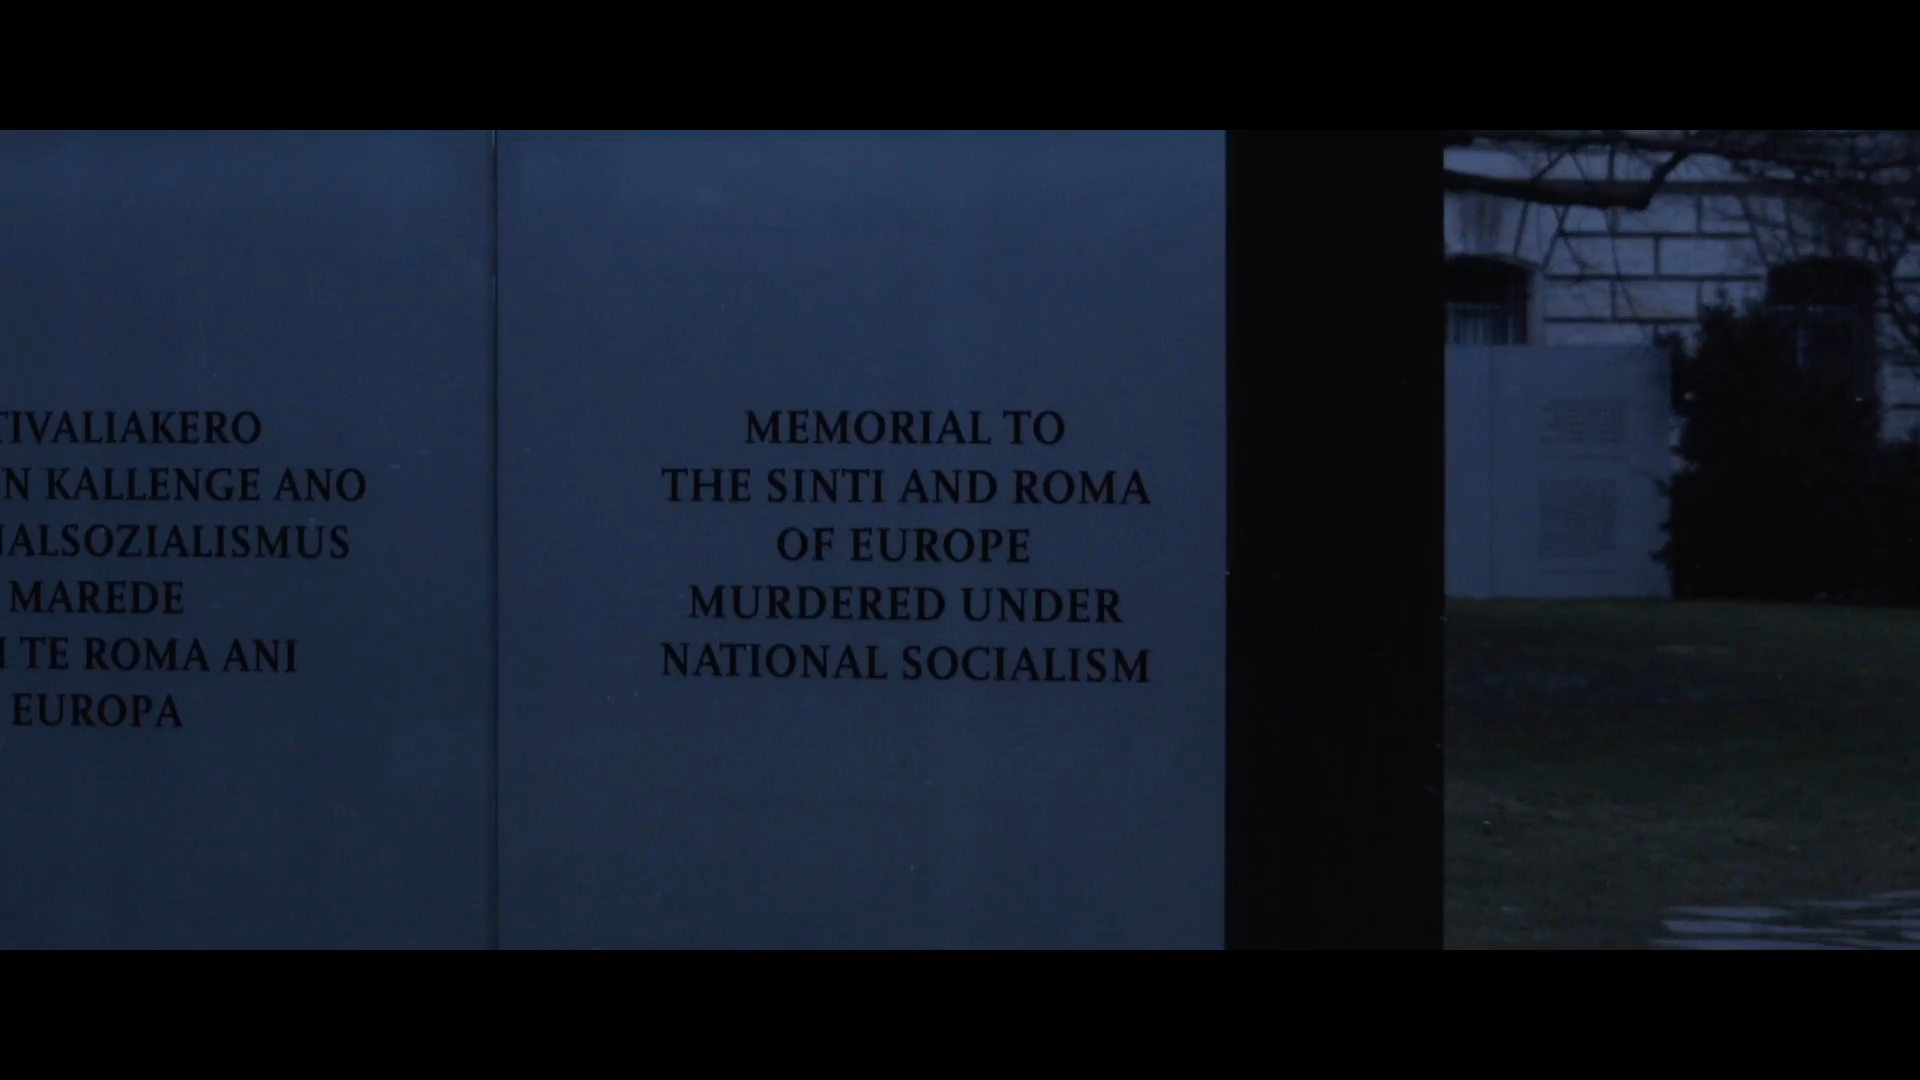 TIVALIAKERO
N KALLENGE ANO
NALSOZIALISMUS
MAREDE
TE ROMA ANI
EUROPA
MEMORIAL TO
THE SINTI AND ROMA
OF EUROPE
MURDERED UNDER
NATIONAL SOCIALISM